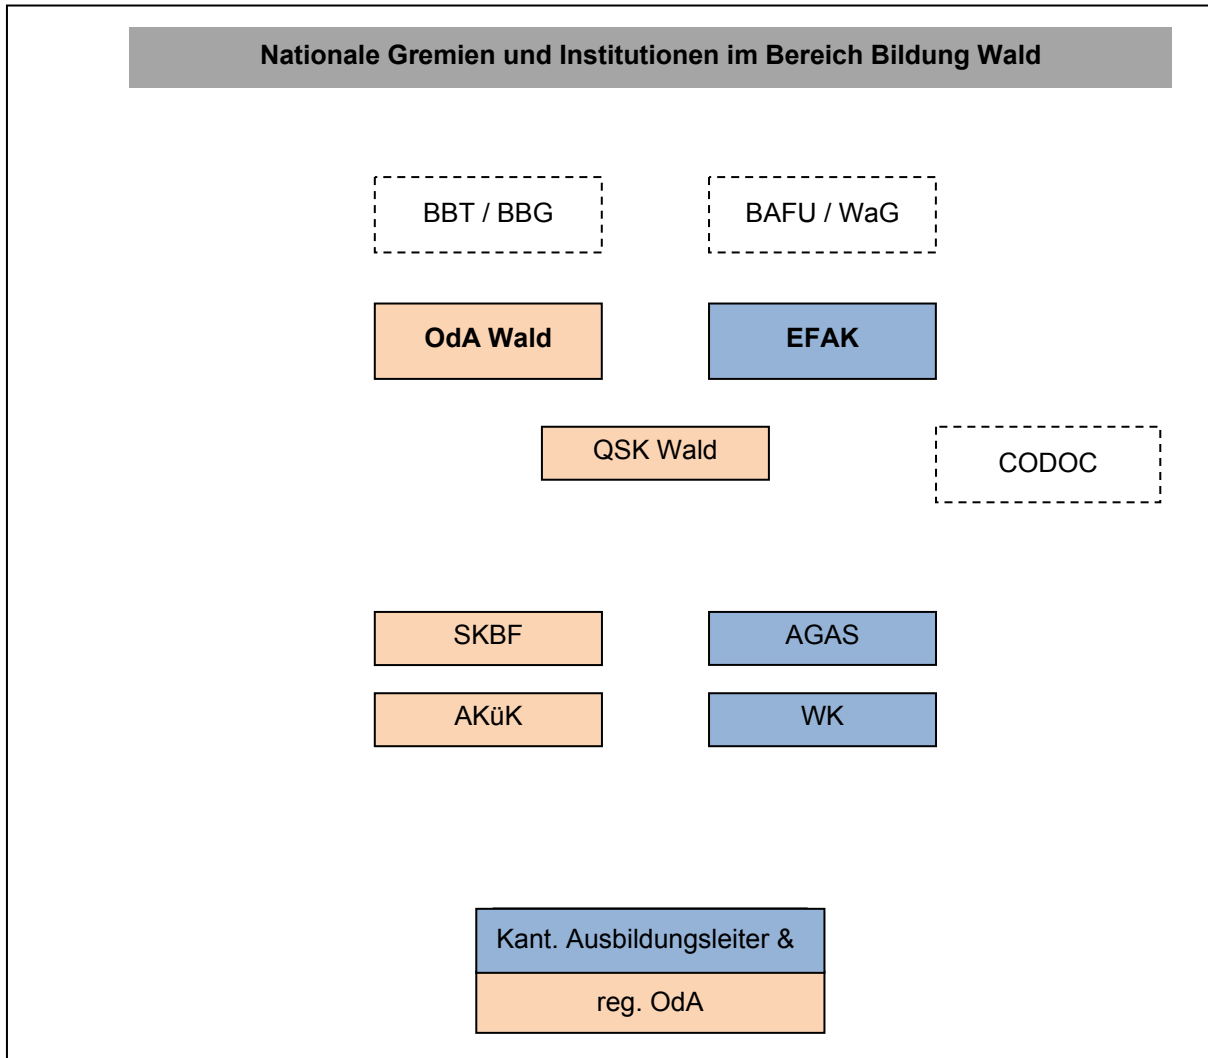 Nationale Gremien und Institutionen im Bereich Bildung Wald
BBT / BBG
BAFU / WaG
OdA Wald
EFAK
QSK Wald
CODOC
SKBF
AGAS
AKüK
WK
Kant. Ausbildungsleiter &
reg. OdA